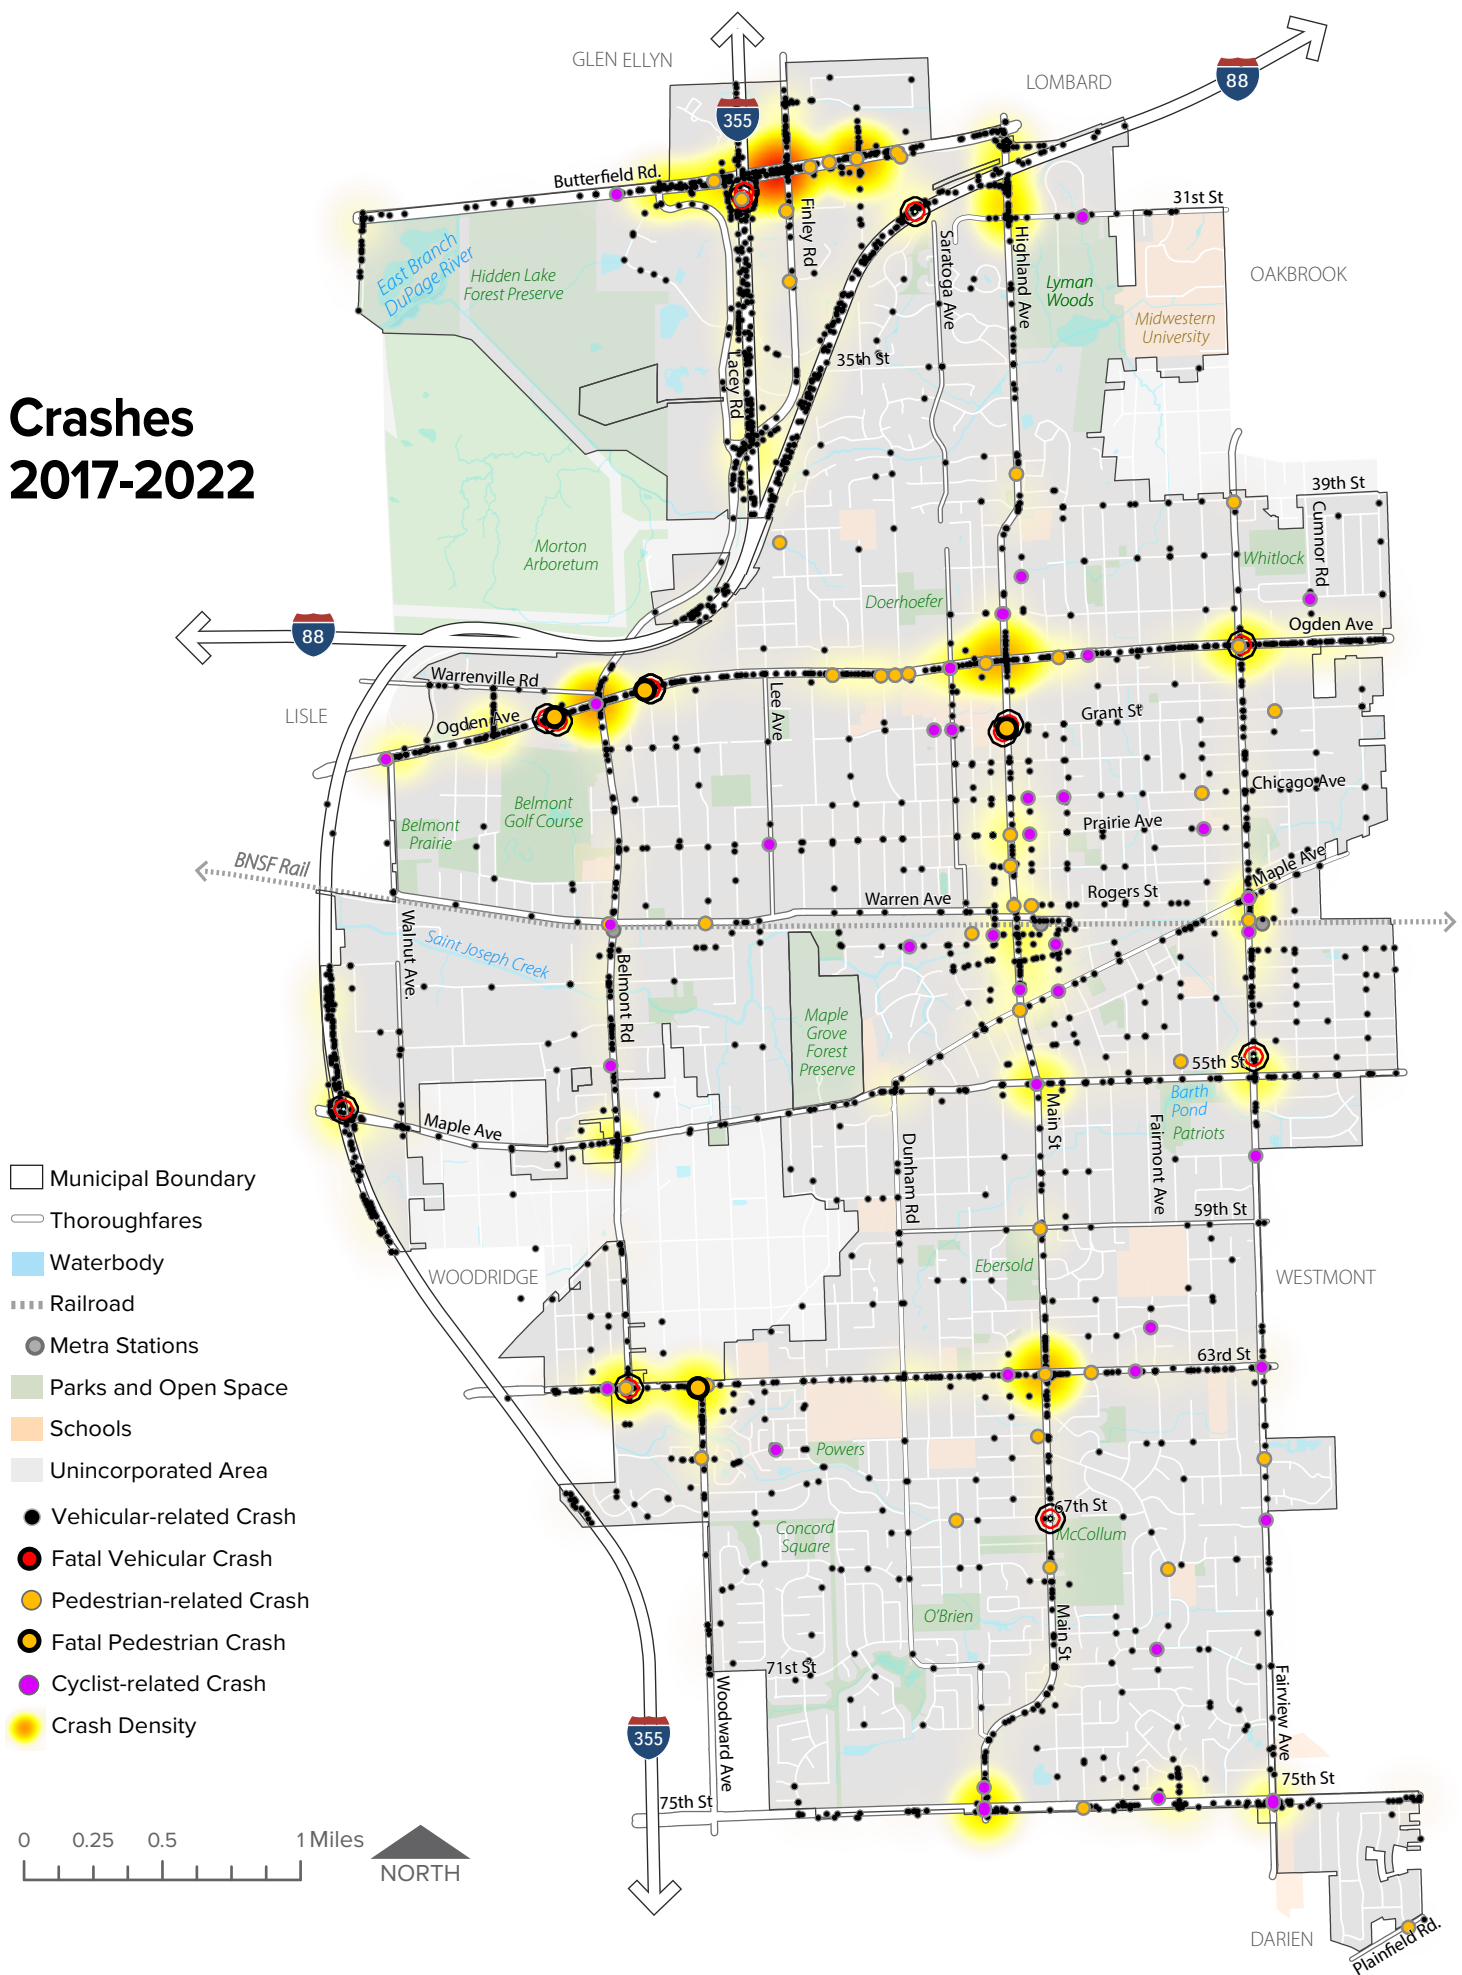 GLEN ELLYN
LOMBARD
88
355
Butterfield Rd.
31st St
Finley Rd
Saratoga Ave
Highland Ave
OAKBROOK
East Branch
DuPage River
Hidden Lake
Forest Preserve
Lyman
Woods
Midwestern
University
35th St
Lacey Rd
Crashes
2017-2022
39th St
Cumnor Rd
Morton
Arboretum
Whitlock
Doerhoefer
88
Ogden Ave
Warrenville Rd
LISLE
Ogden Ave
Lee Ave
Grant St
Chicago Ave
Belmont
Golf Course
Belmont
Prairie
Prairie Ave
BNSF Rail
Maple Ave
Rogers St
Warren Ave
Walnut Ave.
Saint Joseph Creek
Belmont Rd
Maple
Grove
Forest
Preserve
55th St
Barth
Pond
Patriots
Maple Ave
Main St
Fairmont Ave
Dunham Rd
59th St
Municipal Boundary
Thoroughfares
Waterbody
Railroad
Metra Stations
Parks and Open Space
Schools
Unincorporated Area
Vehicular-related Crash
Fatal Vehicular Crash
Pedestrian-related Crash
Fatal Pedestrian Crash
Cyclist-related Crash
Crash Density
WOODRIDGE
Ebersold
WESTMONT
63rd St
Powers
67th St
McCollum
Concord
Square
O'Brien
Main St
71st St
Woodward Ave
Fairview Ave
355
75th St
75th St
0 0.25 0.5 1 Miles
NORTH
DARIEN
Plainfield Rd.